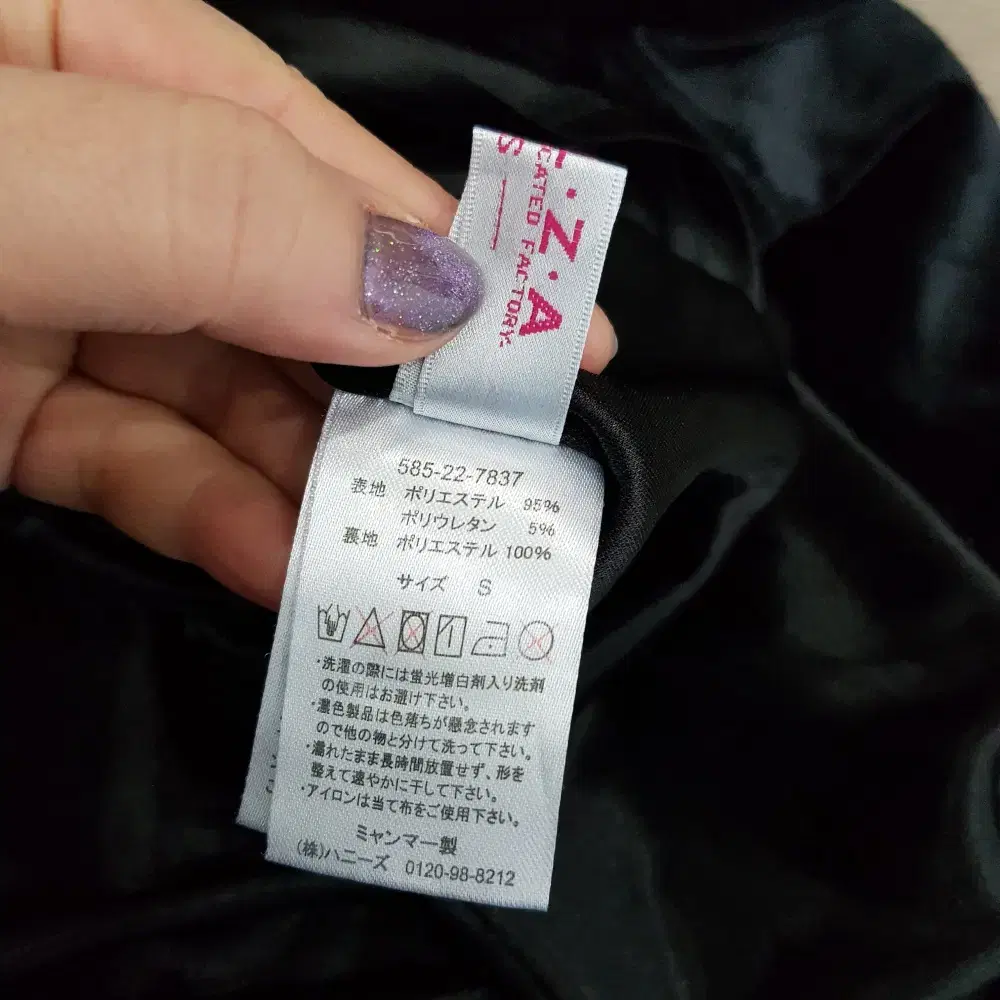 Z・A
CATED FACTORY.
S
585-22-7837
表地 ポリエステル 95%
ポリウレタン 5%
裏地 ポリエステル 100%
サイズ S
・洗濯の際には蛍光増白剤入り洗剤
の使用はお避け下さい。
・濃色製品は色落ちが懸念されます
ので他の物と分けて洗って下さい。
・濡れたまま長時間放置せず、形を
整えて速やかに干して下さい。
・アイロンは当て布をご使用下さい。
ミャンマー製
(株)ハニーズ 0120-98-8212